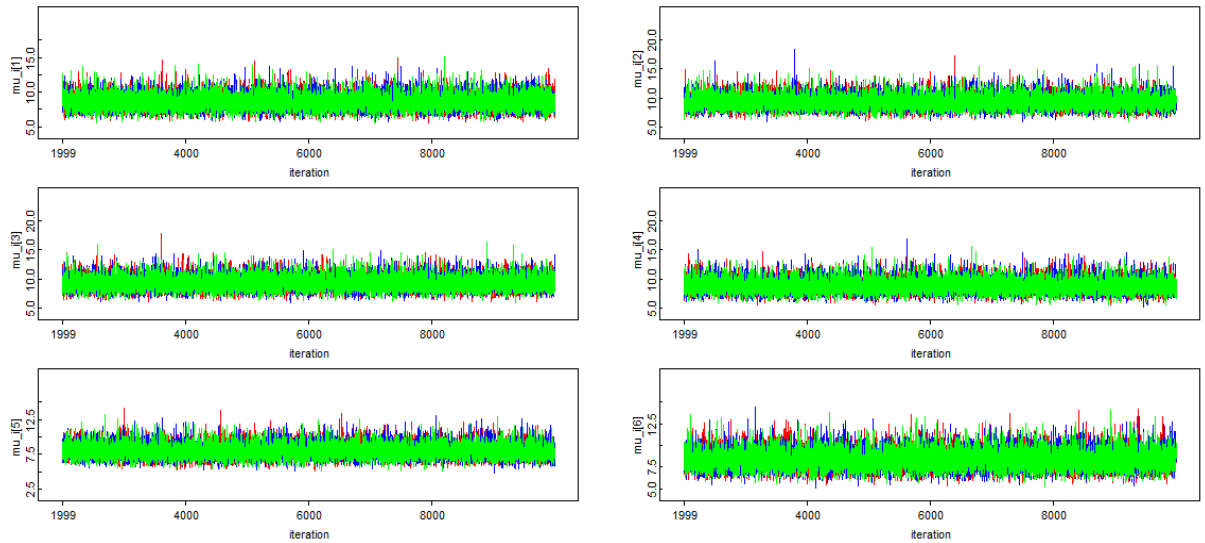 mu_i[1]
5.0 10.0 15.0
1999 4000 6000 8000
iteration
mu_i[2]
5.0 10.0 15.0 20.0
1999 4000 6000 8000
iteration
mu_i[3]
5.0 10.0 15.0 20.0
1999 4000 6000 8000
iteration
mu_i[4]
5.0 10.0 15.0 20.0
1999 4000 6000 8000
iteration
mu_i[5]
2.5 7.5 12.5
1999 4000 6000 8000
iteration
mu_i[6]
5.0 7.5 12.5
1999 4000 6000 8000
iteration